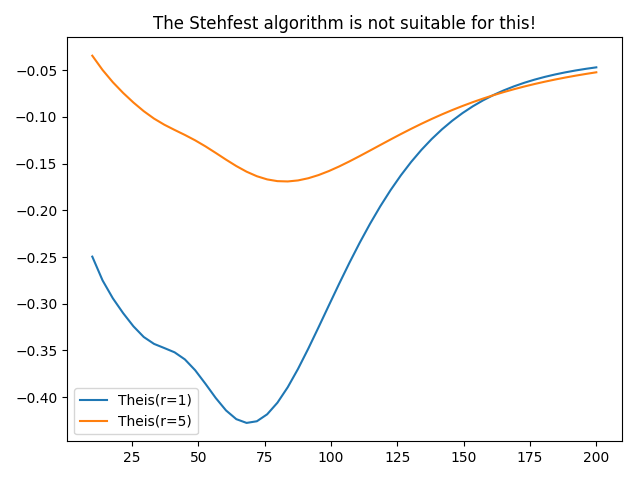 The Stehfest algorithm is not suitable for this!
−0.05
−0.10
−0.15
−0.20
−0.25
−0.30
−0.35
−0.40
Theis(r=1)
Theis(r=5)
25 50 75 100 125 150 175 200